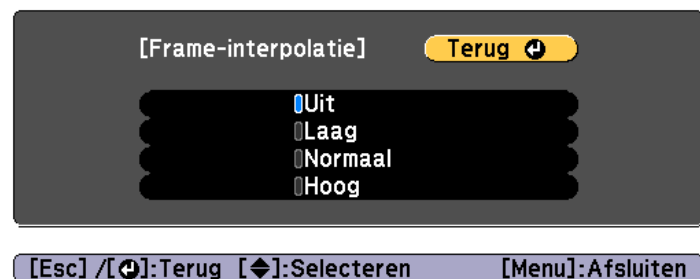 [Frame-interpolatie] Terug
Uit
Laag
Normaal
Hoog
[Esc] /[ ]:Terug [ ]:Selecteren [Menu]:Afsluiten